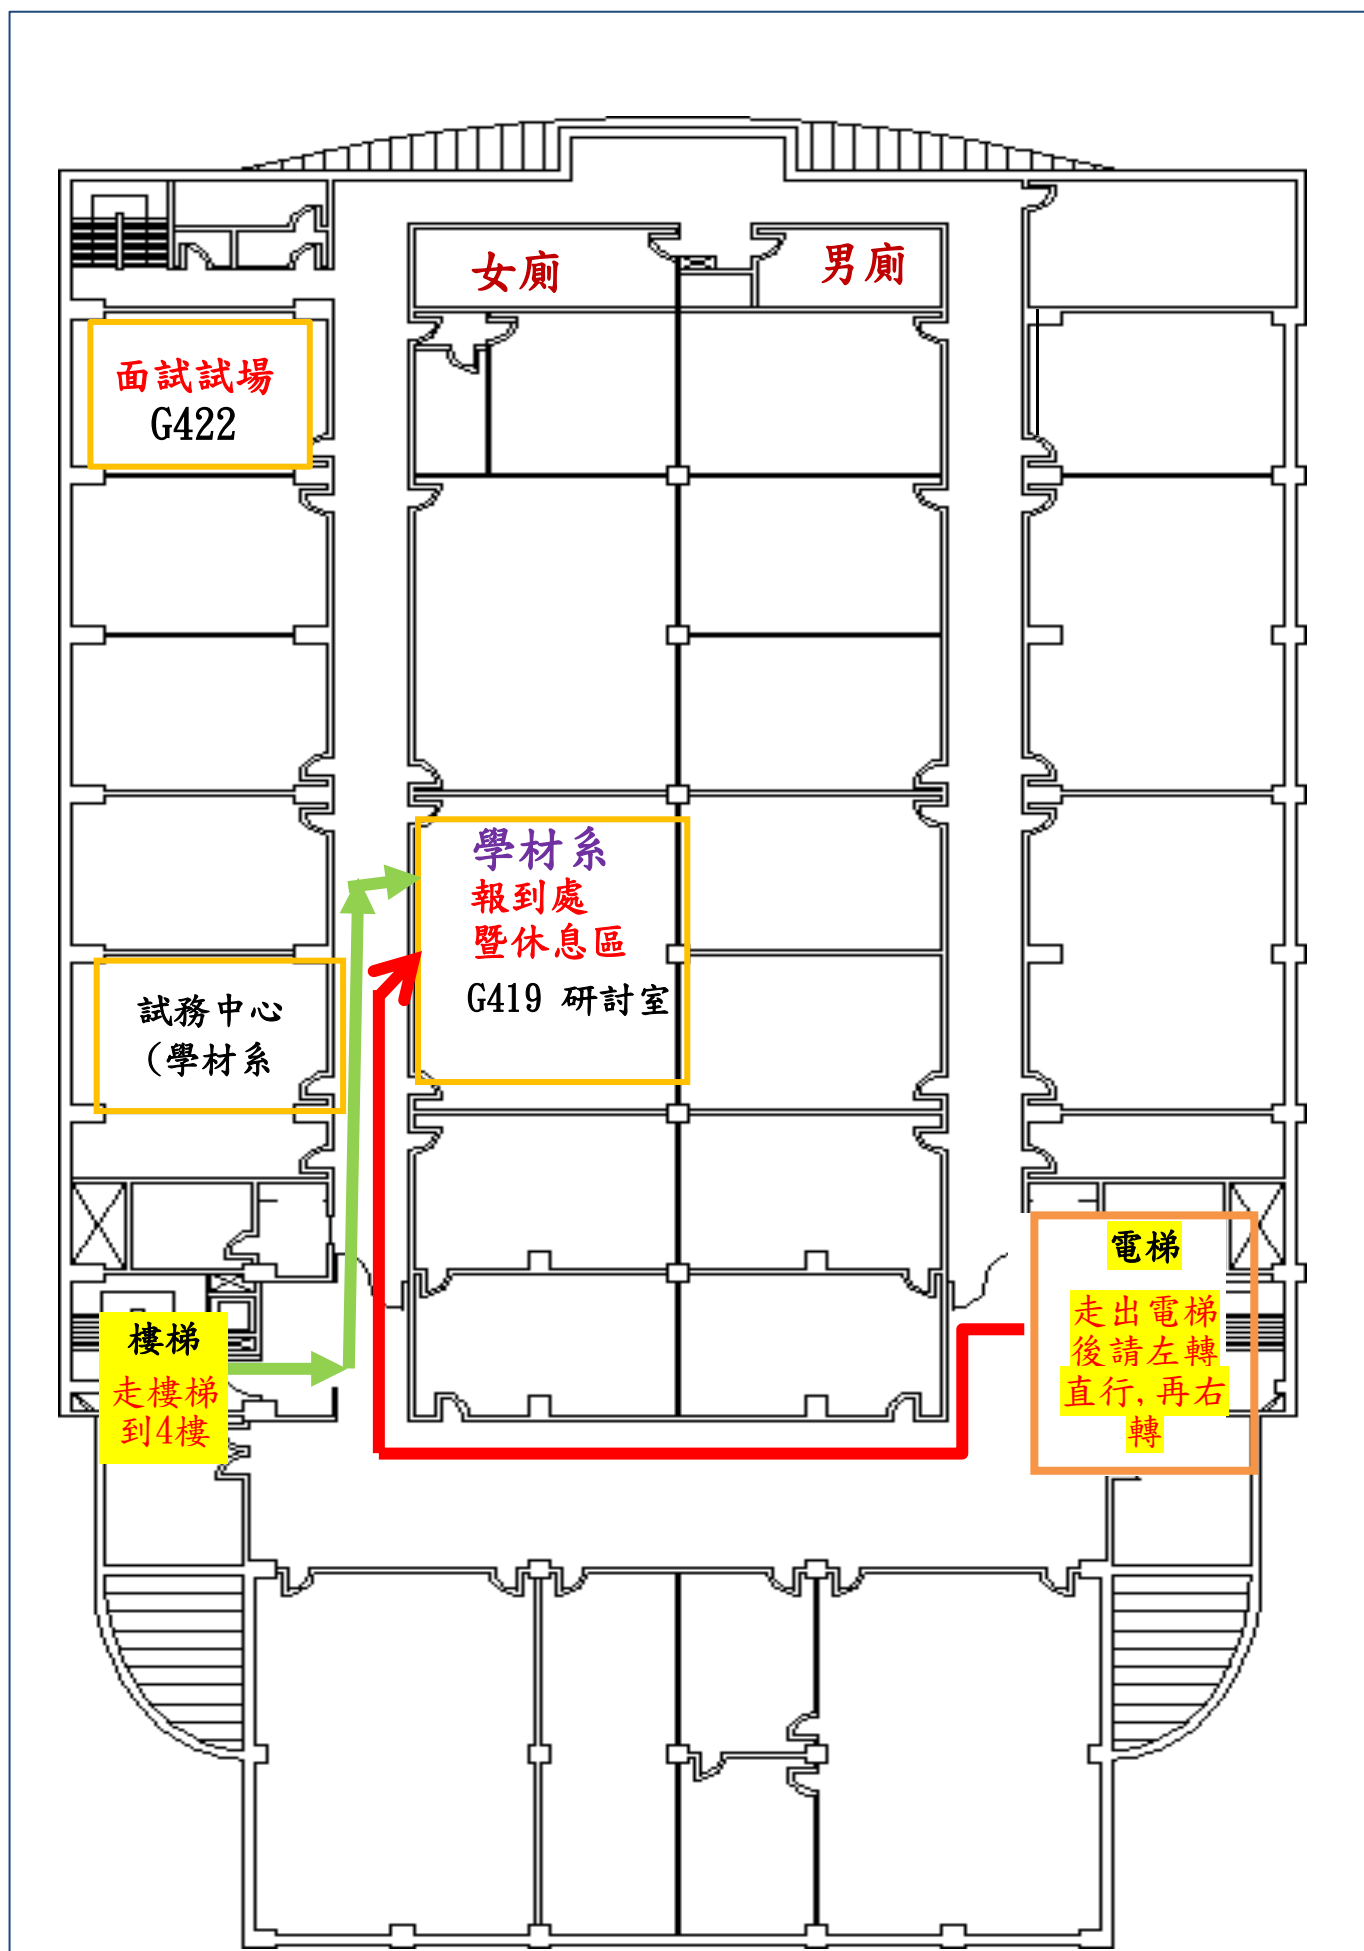 女廁
男廁
面試試場
G422
學材系
報到處
暨休息區
G419 研討室
試務中心
(學材系
電梯
走出電梯
後請左轉
直行,再右
轉
樓梯
走樓梯
到4樓